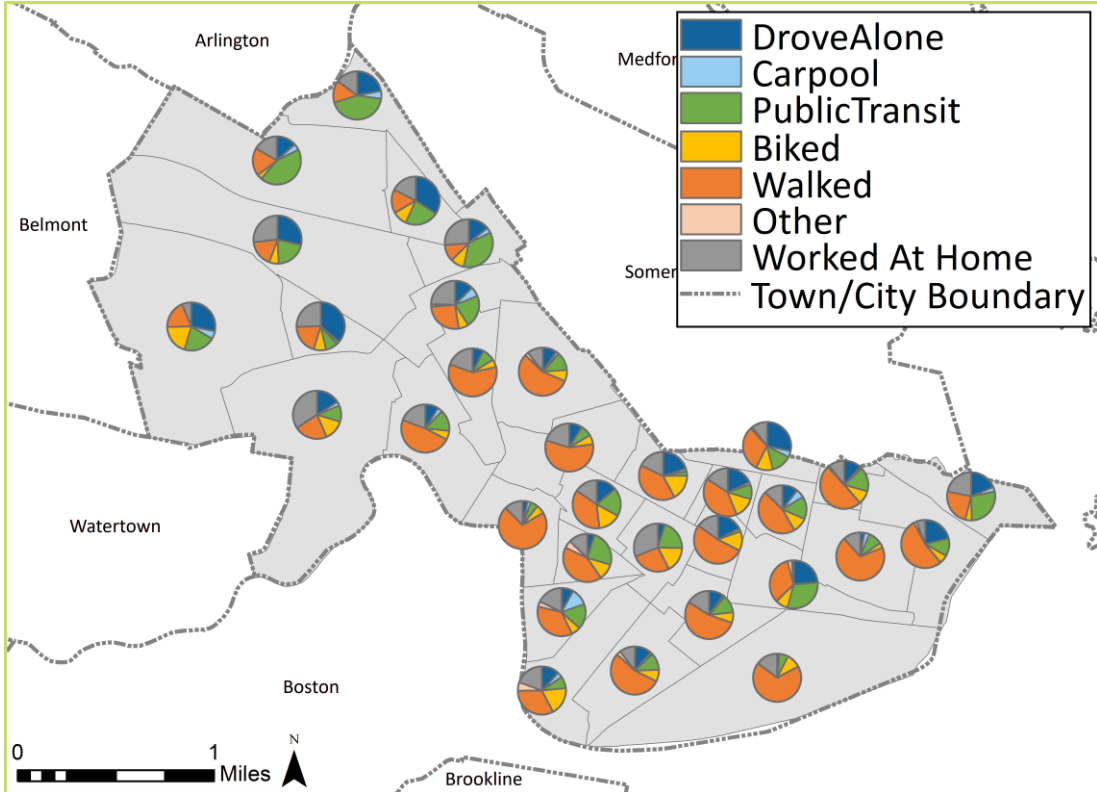 Arlington
Medfor
DroveAlone
Carpool
PublicTransit
Biked
Walked
Other
Worked At Home
Town/City Boundary
Belmont
Somer
Watertown
Boston
Brookline
0 1
Miles
N